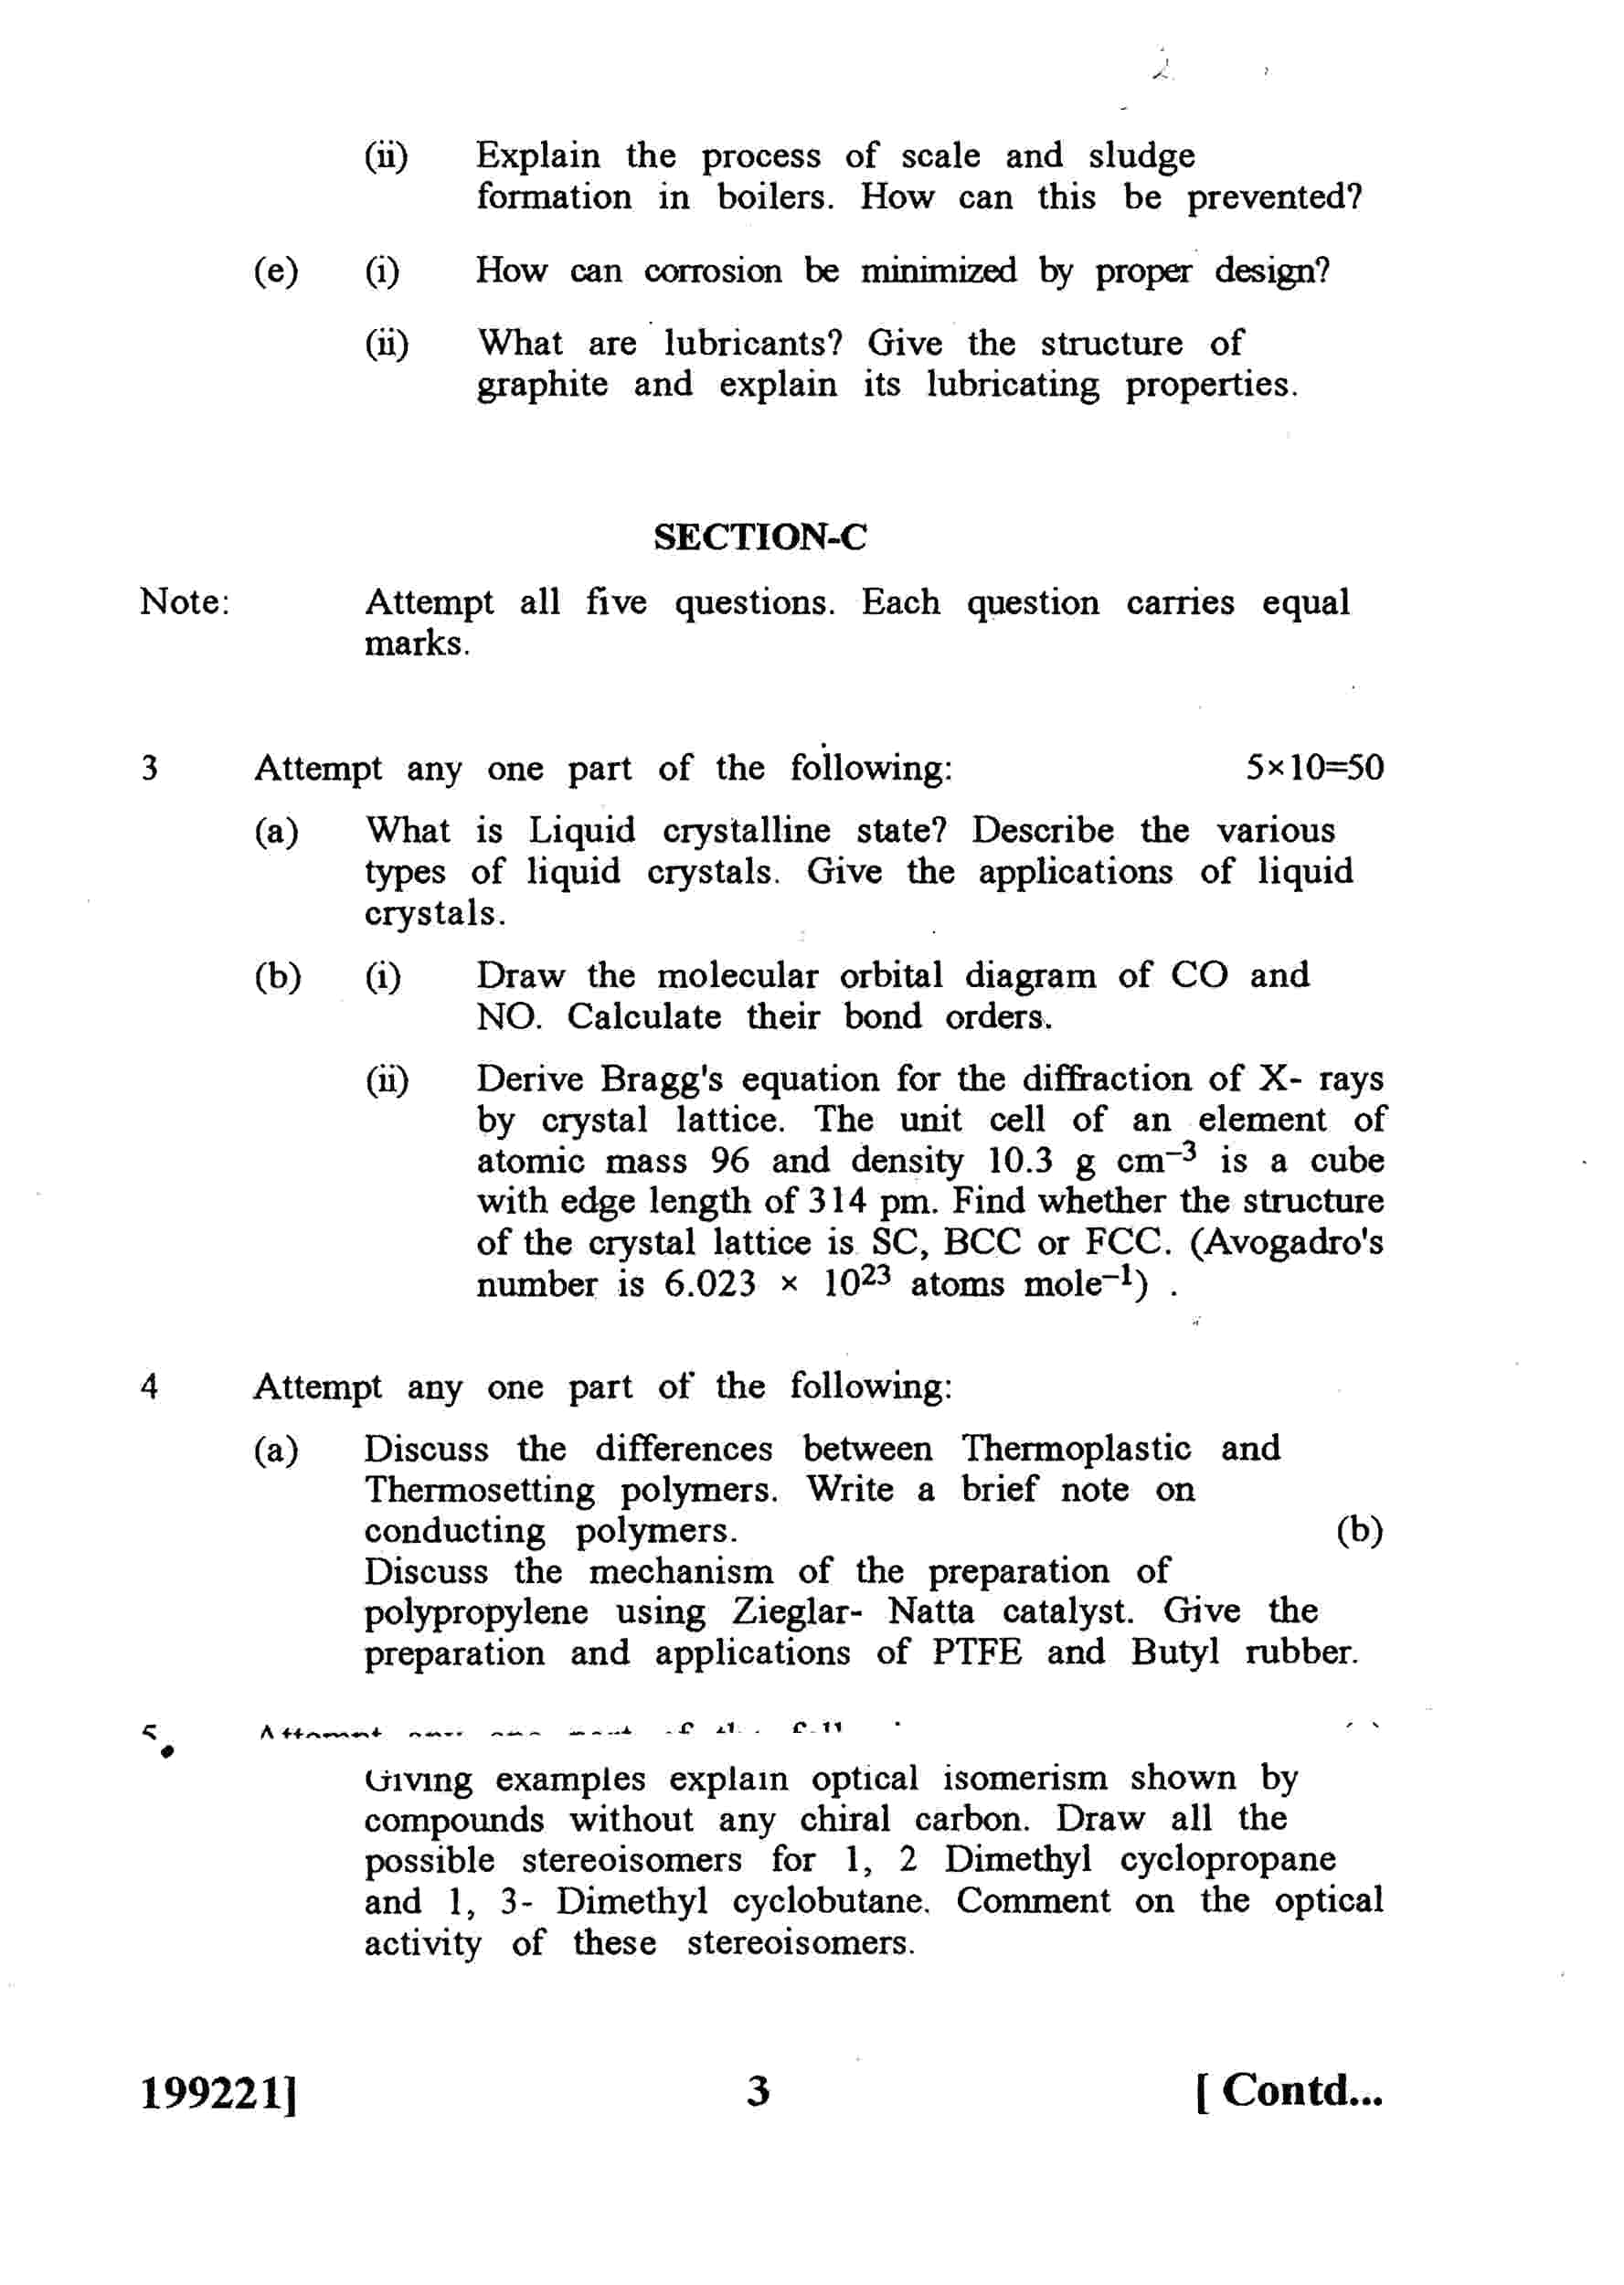 (ii) Explain the process of scale and sludge
formation in boilers. How can this be prevented?
(e) (i) How can corrosion be minimized by proper design?
(ii) What are lubricants? Give the structure of
graphite and explain its lubricating properties.
SECTION-C
Note: Attempt all five questions. Each question carries equal
marks.
3 Attempt any one part of the following: 5×10=50
(a) What is Liquid crystalline state? Describe the various
types of liquid crystals. Give the applications of liquid
crystals.
(b) (i) Draw the molecular orbital diagram of CO and
NO. Calculate their bond orders.
(ii) Derive Bragg's equation for the diffraction of X- rays
by crystal lattice. The unit cell of an element of
atomic mass 96 and density 10.3 g cm⁻³ is a cube
with edge length of 314 pm. Find whether the structure
of the crystal lattice is SC, BCC or FCC. (Avogadro's
number is 6.023 × 10²³ atoms mole⁻¹) .
4 Attempt any one part of the following:
(a) Discuss the differences between Thermoplastic and
Thermosetting polymers. Write a brief note on
conducting polymers. (b)
Discuss the mechanism of the preparation of
polypropylene using Zieglar- Natta catalyst. Give the
preparation and applications of PTFE and Butyl rubber.
5. Attempt any one part of the
Giving examples explain optical isomerism shown by
compounds without any chiral carbon. Draw all the
possible stereoisomers for 1, 2 Dimethyl cyclopropane
and 1, 3- Dimethyl cyclobutane. Comment on the optical
activity of these stereoisomers.
199221] 3 [ Contd...